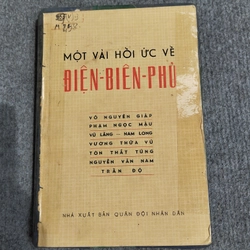 MỘT VÀI HỒI ỨC VỀ
ĐIỆN-BIÊN-PHỦ
VÕ NGUYÊN GIÁP
PHẠM NGỌC MẬU
VŨ LĂNG - NAM LONG
VƯƠNG THỪA VŨ
TÔN THẤT TÙNG
NGUYỄN VĂN NAM
TRẦN ĐỘ
NHÀ XUẤT BẢN QUÂN ĐỘI NHÂN DÂN